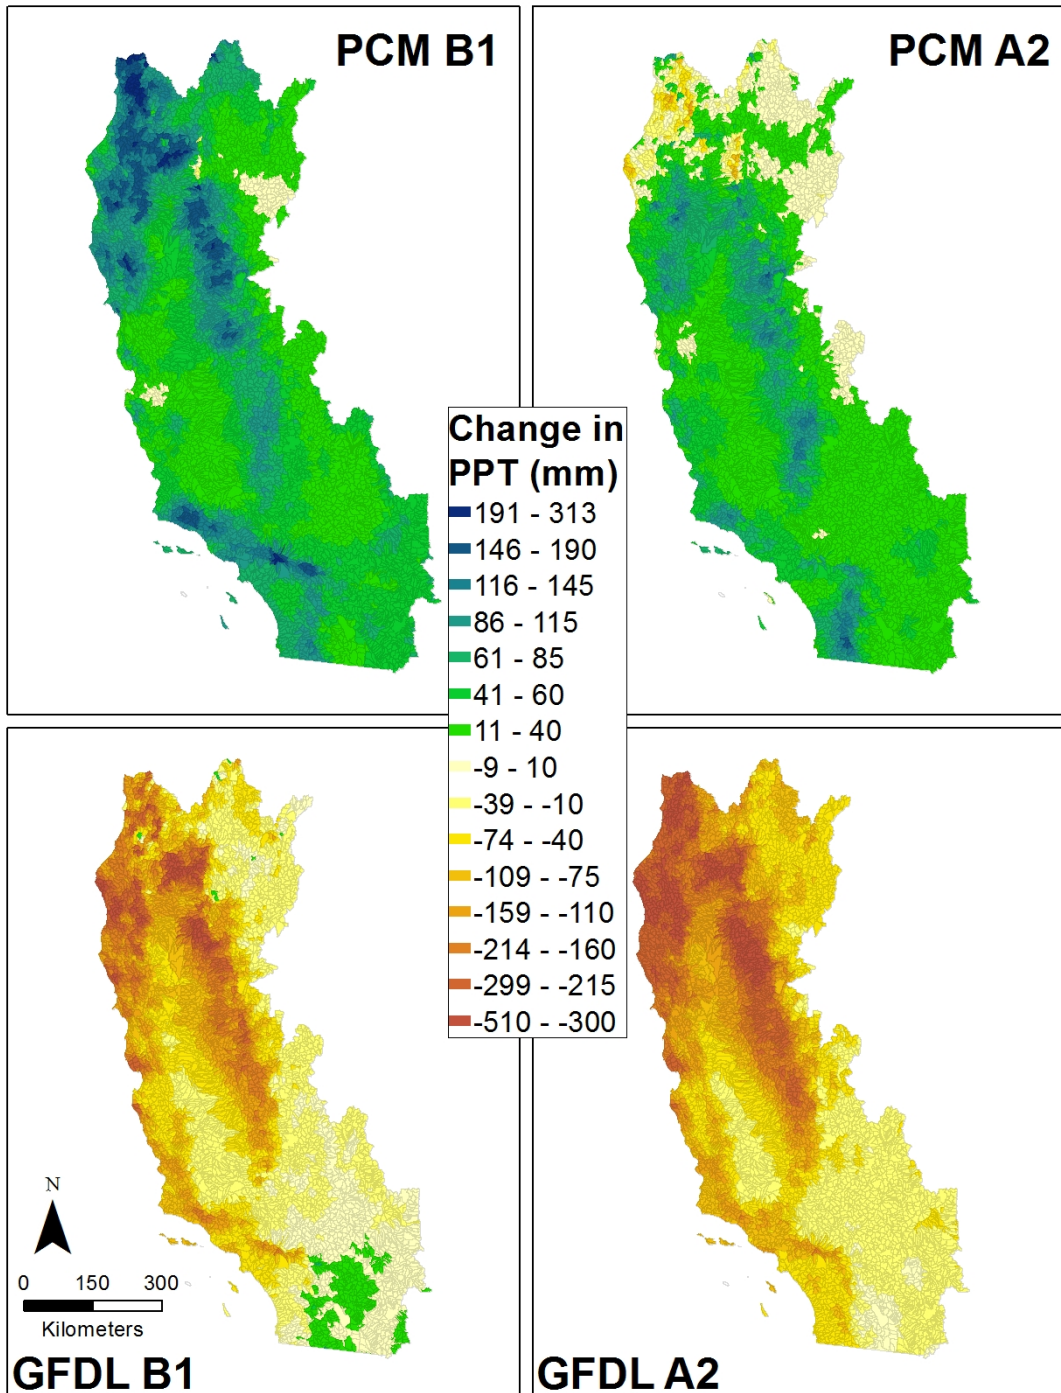 PCM B1
PCM A2
Change in
PPT (mm)
191 - 313
146 - 190
116 - 145
86 - 115
61 - 85
41 - 60
11 - 40
-9 - 10
-39 - -10
-74 - -40
-109 - -75
-159 - -110
-214 - -160
-299 - -215
-510 - -300
N
0 150 300
Kilometers
GFDL B1
GFDL A2